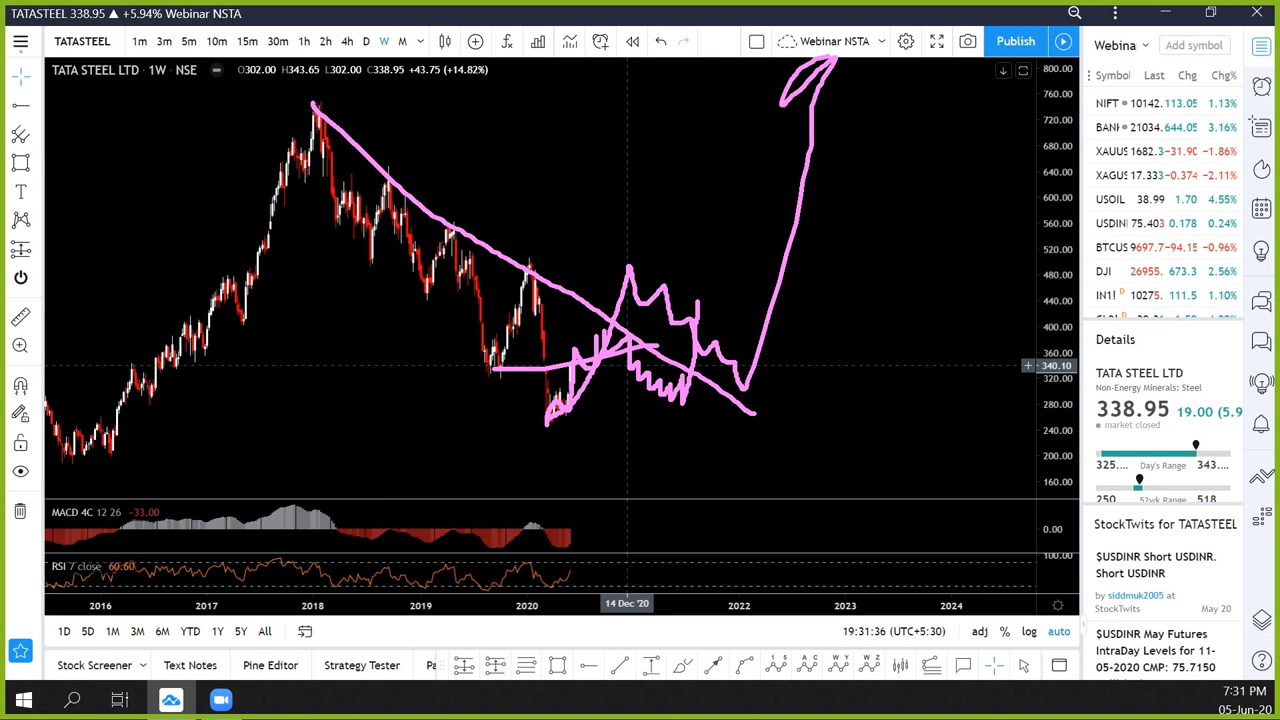 TATASTEEL 338.95 ▲ +5.94% Webinar NSTA
TATASTEEL 1m 3m 5m 10m 15m 30m 1h 2h 4h W M Webinar NSTA Publish
TATA STEEL LTD · 1W · NSE O302.00 H343.65 L302.00 C338.95 +43.75 (+14.82%)
800.00
760.00
720.00
680.00
640.00
600.00
560.00
520.00
480.00
440.00
400.00
360.00
340.10
320.00
280.00
240.00
200.00
160.00
MACD 4C 12 26 −33.00
0.00
100.00
RSI 7 close 60.60
2016 2017 2018 2019 2020 14 Dec '20 2022 2023 2024
1D 5D 1M 3M 6M YTD 1Y 5Y All 19:31:36 (UTC+5:30) adj % log auto
Stock Screener Text Notes Pine Editor Strategy Tester Pa
Webina Add symbol
Symbol Last Chg Chg%
NIFT 10142. 113.05 1.13%
BANK 21034. 644.05 3.16%
XAUUS 1682.3 −31.90 −1.86%
XAGUS 17.333 −0.374 −2.11%
USOIL 38.99 1.70 4.55%
USDINI 75.403 0.178 0.24%
BTCUS 9697.7 −94.15 −0.96%
DJI 26955. 673.3 2.56%
IN1! D 10275. 111.5 1.10%
Details
TATA STEEL LTD
Non-Energy Minerals: Steel
338.95 19.00 (5.9
market closed
325.... Day's Range 343....
250 52wk Range 518
StockTwits for TATASTEEL
$USDINR Short USDINR.
Short USDINR
by siddmuk2005 at
StockTwits May 20
$USDINR May Futures
IntraDay Levels for 11-
05-2020 CMP: 75.7150
7:31 PM
05-Jun-20